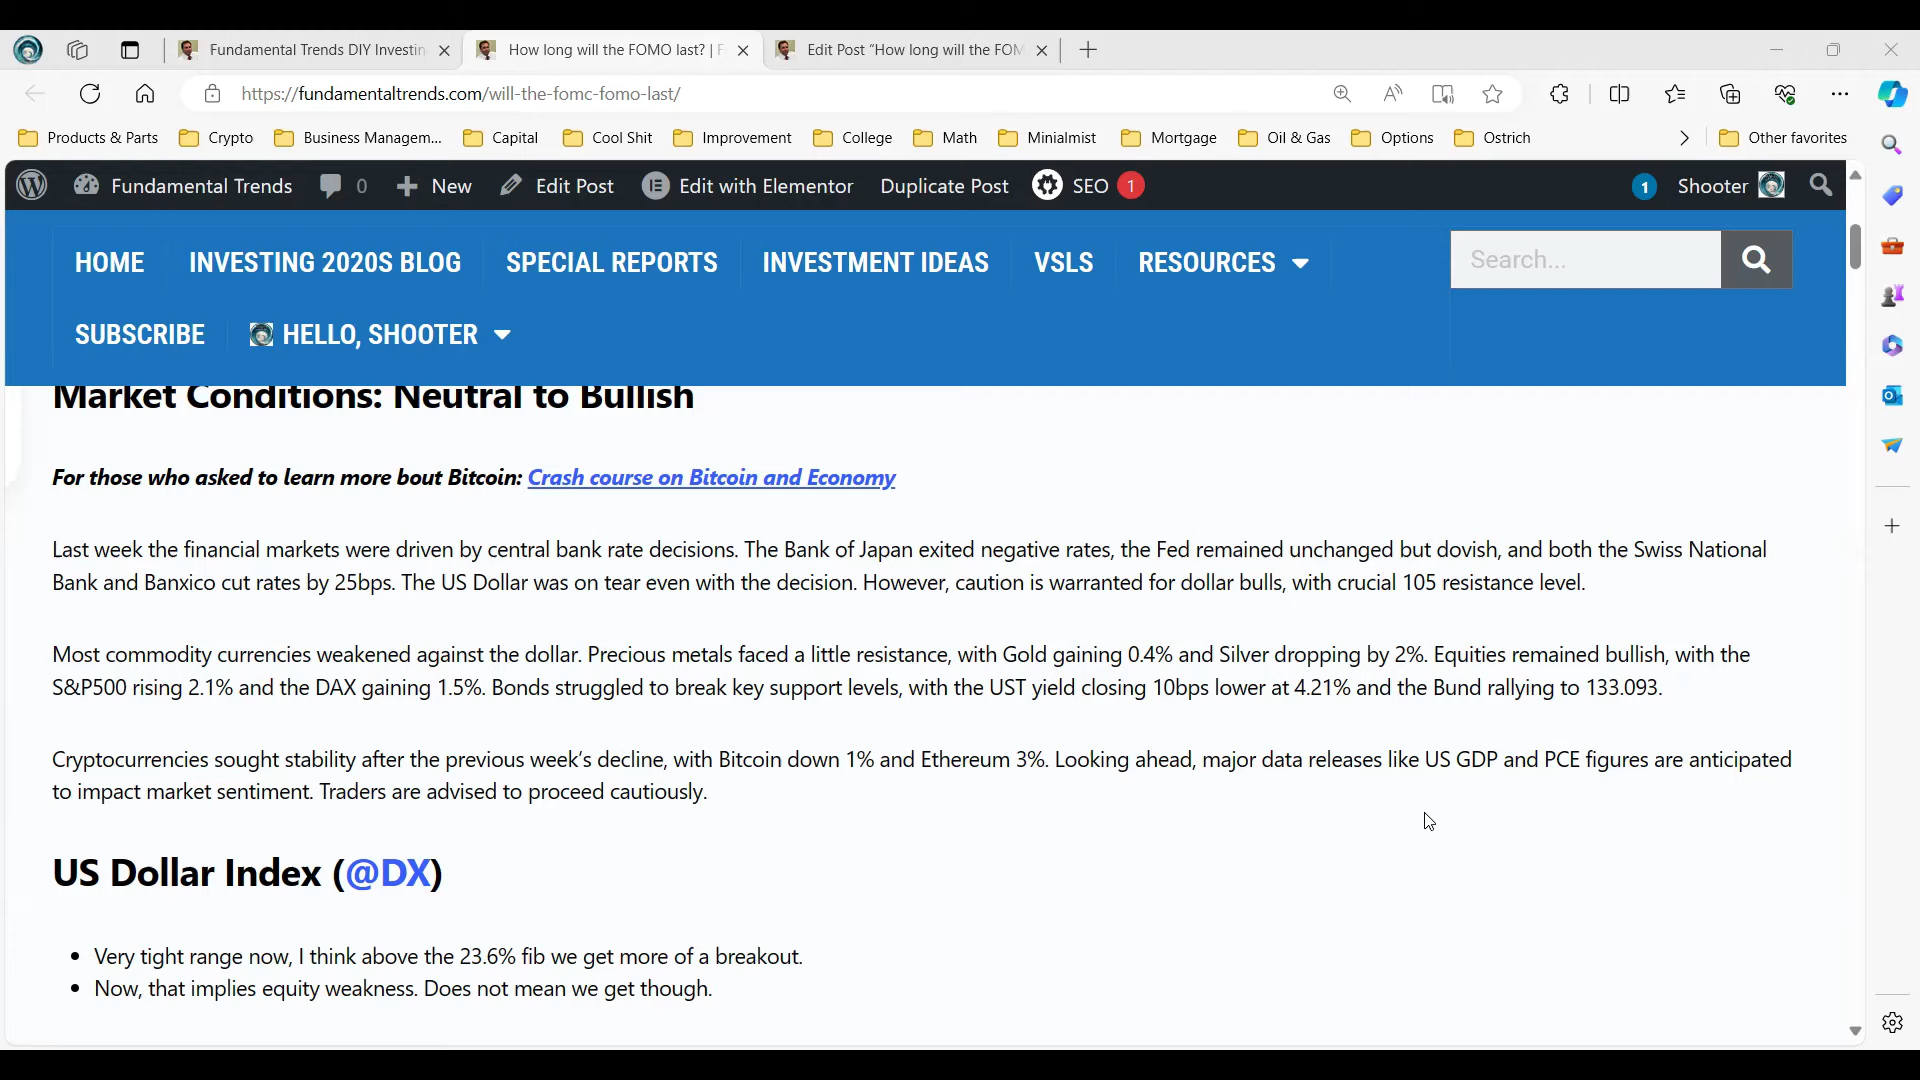 Fundamental Trends DIY Investin
How long will the FOMO last? | F
Edit Post “How long will the FOM
https://fundamentaltrends.com/will-the-fomc-fomo-last/
Products & Parts
Crypto
Business Managem...
Capital
Cool Shit
Improvement
College
Math
Minialmist
Mortgage
Oil & Gas
Options
Ostrich
Other favorites
Fundamental Trends
0
New
Edit Post
Edit with Elementor
Duplicate Post
SEO 1
1
Shooter
HOME
INVESTING 2020S BLOG
SPECIAL REPORTS
INVESTMENT IDEAS
VSLS
RESOURCES
Search...
SUBSCRIBE
HELLO, SHOOTER
Market Conditions: Neutral to Bullish
For those who asked to learn more bout Bitcoin: Crash course on Bitcoin and Economy
Last week the financial markets were driven by central bank rate decisions. The Bank of Japan exited negative rates, the Fed remained unchanged but dovish, and both the Swiss National
Bank and Banxico cut rates by 25bps. The US Dollar was on tear even with the decision. However, caution is warranted for dollar bulls, with crucial 105 resistance level.
Most commodity currencies weakened against the dollar. Precious metals faced a little resistance, with Gold gaining 0.4% and Silver dropping by 2%. Equities remained bullish, with the
S&P500 rising 2.1% and the DAX gaining 1.5%. Bonds struggled to break key support levels, with the UST yield closing 10bps lower at 4.21% and the Bund rallying to 133.093.
Cryptocurrencies sought stability after the previous week’s decline, with Bitcoin down 1% and Ethereum 3%. Looking ahead, major data releases like US GDP and PCE figures are anticipated
to impact market sentiment. Traders are advised to proceed cautiously.
US Dollar Index (@DX)
• Very tight range now, I think above the 23.6% fib we get more of a breakout.
• Now, that implies equity weakness. Does not mean we get though.